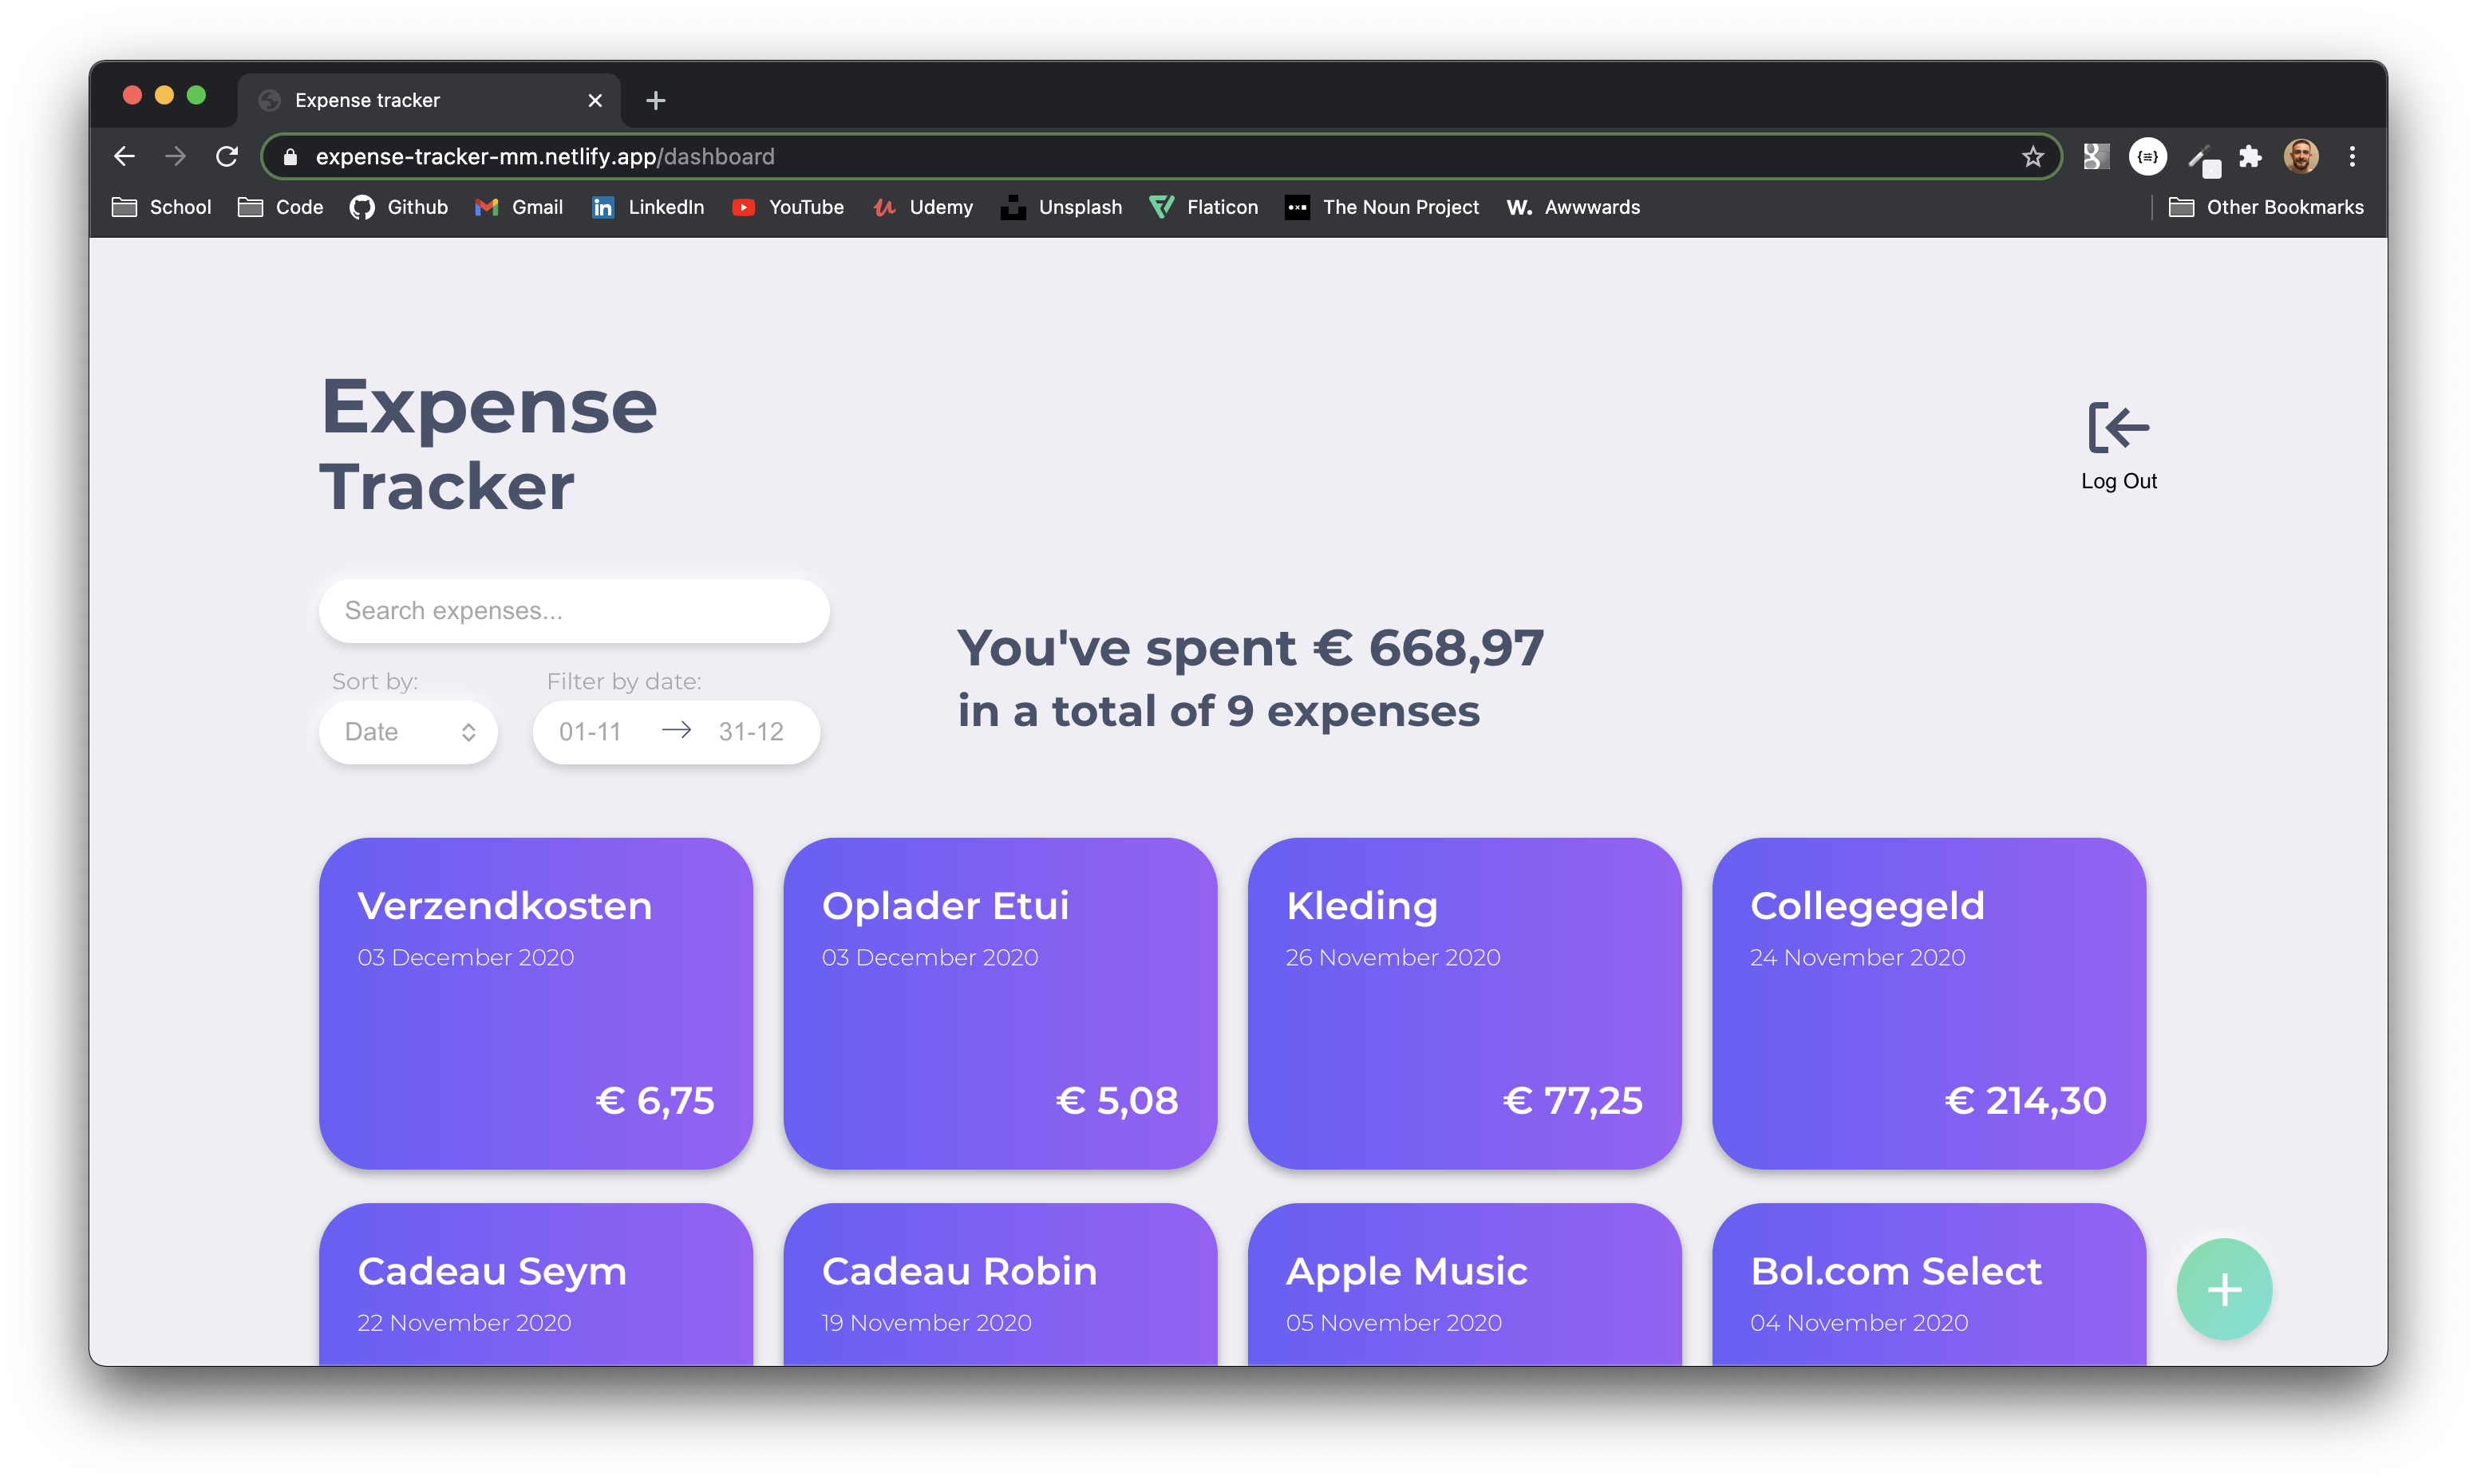 Expense tracker
expense-tracker-mm.netlify.app/dashboard
School Code Github Gmail LinkedIn YouTube Udemy Unsplash Flaticon The Noun Project W. Awwwards Other Bookmarks
Expense
Tracker
Log Out
Search expenses...
You've spent € 668,97
in a total of 9 expenses
Sort by: Filter by date:
Date 01-11 31-12
Verzendkosten
03 December 2020
€ 6,75
Oplader Etui
03 December 2020
€ 5,08
Kleding
26 November 2020
€ 77,25
Collegegeld
24 November 2020
€ 214,30
Cadeau Seym
22 November 2020
Cadeau Robin
19 November 2020
Apple Music
05 November 2020
Bol.com Select
04 November 2020